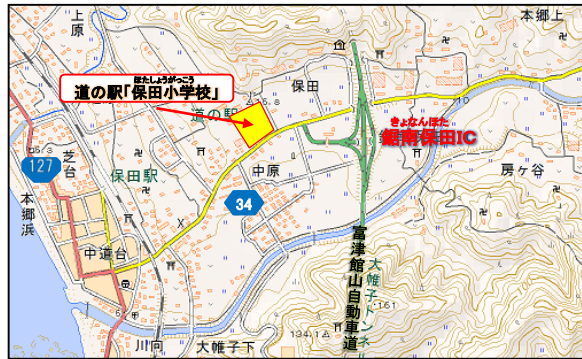 上原
本郷上
ほたしょうがっこう
道の駅「保田小学校」
道の駅
保田
きょなんほた
鋸南保田IC
127
芝台
保田駅
中原
34
房ヶ谷
本郷浜
中道台
富津館山自動車道
大帷子トンネ
161
134.1
川向
大帷子下